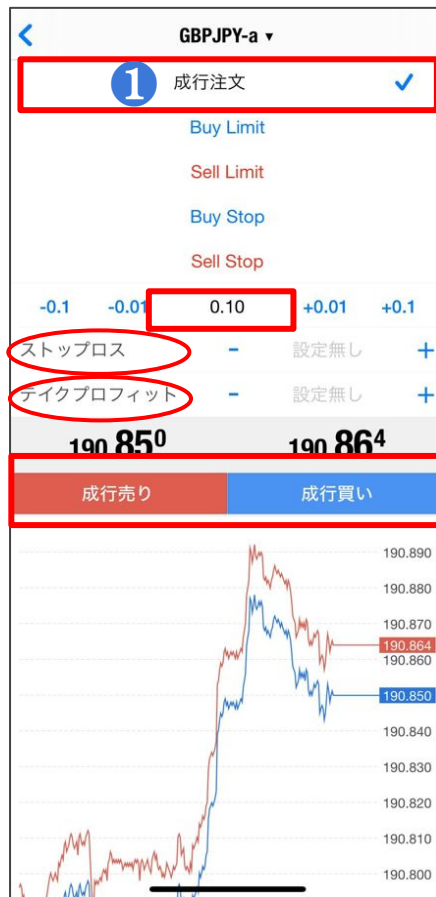 GBPJPY-a ▼
1 成行注文
Buy Limit
Sell Limit
Buy Stop
Sell Stop
-0.1 -0.01 0.10 +0.01 +0.1
ストップロス - 設定無し +
テイクプロフィット - 設定無し +
190.850 190.864
成行売り 成行買い
190.890
190.880
190.870
190.864
190.860
190.850
190.840
190.830
190.820
190.810
190.800